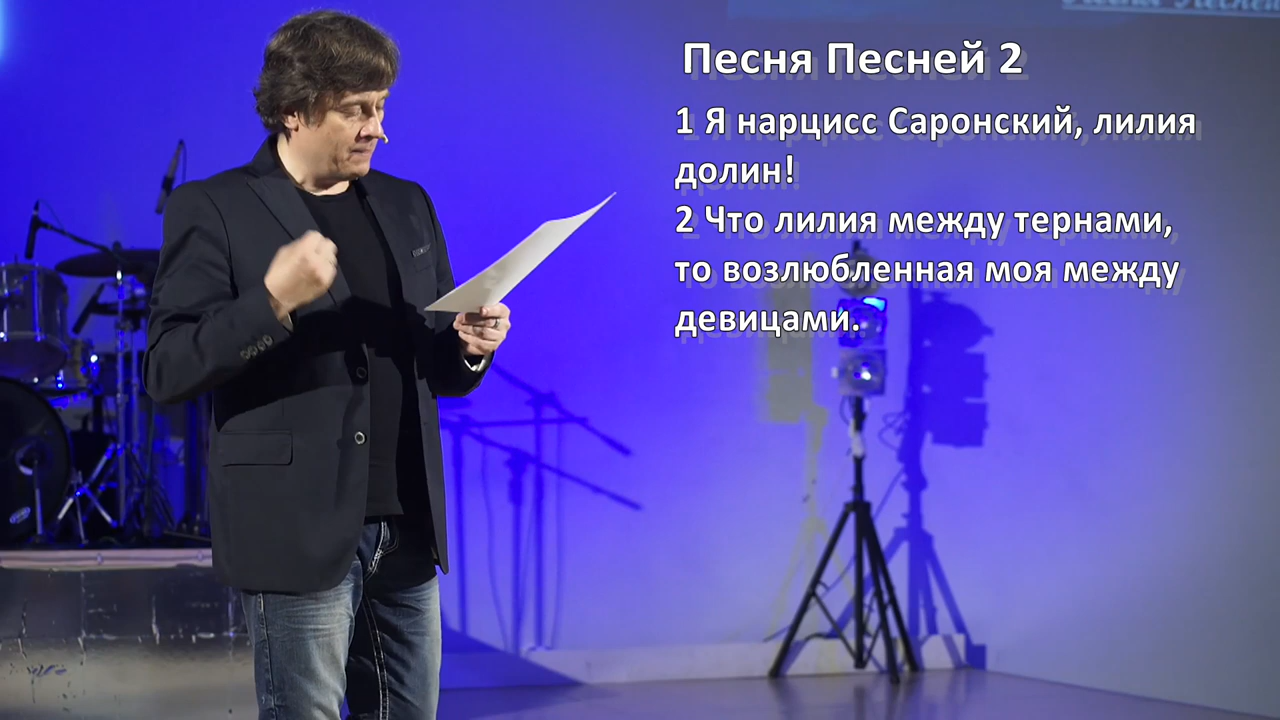 Песня Песней 2
1 Я нарцисс Саронский, лилия
долин!
2 Что лилия между тернами,
то возлюбленная моя между
девицами.